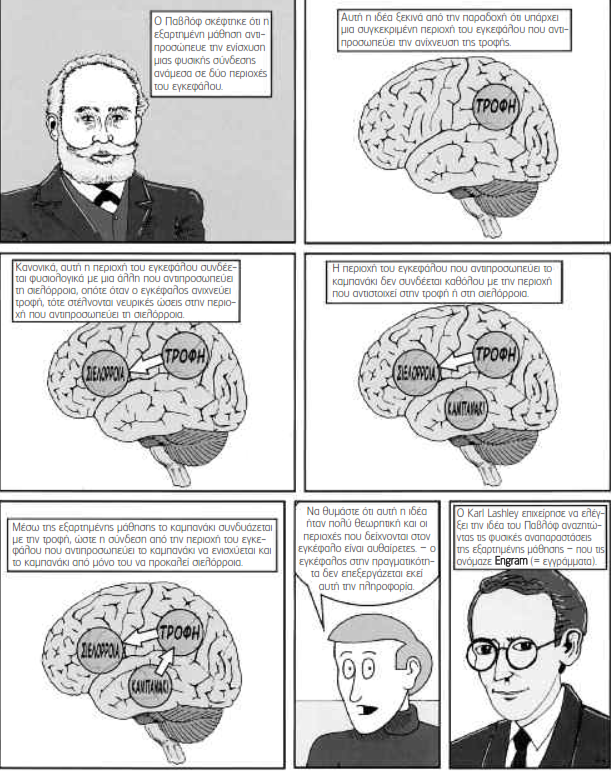 Ο Παβλόφ σκέφτηκε ότι η
εξαρτημένη μάθηση αντι-
προσώπευε την ενίσχυση
μιας φυσικής σύνδεσης
ανάμεσα σε δύο περιοχές
του εγκεφάλου.
Αυτή η ιδέα ξεκινά από την παραδοχή ότι υπάρχει
μια συγκεκριμένη περιοχή του εγκεφάλου που αντι-
προσωπεύει την ανίχνευση της τροφής.
ΤΡΟΦΗ
Κανονικά, αυτή η περιοχή του εγκεφάλου συνδέε-
ται φυσιολογικά με μια άλλη που αντιπροσωπεύει
τη σιελόρροια, οπότε όταν ο εγκέφαλος ανιχνεύει
τροφή, τότε στέλνονται νευρικές ώσεις στην περιο-
χή που αντιπροσωπεύει τη σιελόρροια.
ΣΙΕΛΟΡΡΟΙΑ
ΤΡΟΦΗ
Η περιοχή του εγκεφάλου που αντιπροσωπεύει το
καμπανάκι δεν συνδέεται καθόλου με την περιοχή
που αντιστοιχεί στην τροφή ή στη σιελόρροια.
ΣΙΕΛΟΡΡΟΙΑ
ΤΡΟΦΗ
ΚΑΜΠΑΝΑΚΙ
Μέσω της εξαρτημένης μάθησης το καμπανάκι συνδυάζεται
με την τροφή, ώστε η σύνδεση από την περιοχή του εγκε-
φάλου που αντιπροσωπεύει το καμπανάκι να ενισχύεται και
το καμπανάκι από μόνο του να προκαλεί σιελόρροια.
ΣΙΕΛΟΡΡΟΙΑ
ΤΡΟΦΗ
ΚΑΜΠΑΝΑΚΙ
Να θυμάστε ότι αυτή η ιδέα
ήταν πολύ θεωρητική και οι
περιοχές που δείχνονται στον
εγκέφαλο είναι αυθαίρετες. – ο
εγκέφαλος στην πραγματικότη-
τα δεν επεξεργάζεται εκεί
αυτή την πληροφορία.
Ο Karl Lashley επιχείρησε να ελέγ-
ξει την ιδέα του Παβλόφ αναζητώ-
ντας τις φυσικές αναπαραστάσεις
της εξαρτημένης μάθησης – που τις
ονόμαζε Engram (= εγγράμματα).